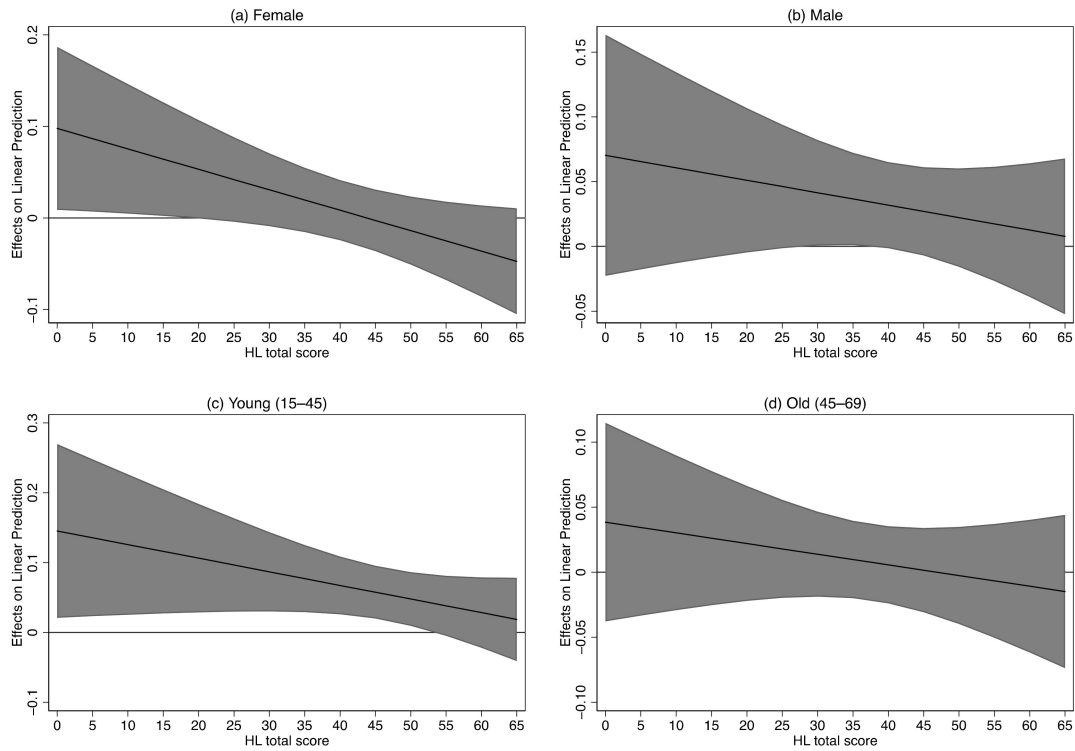 (a) Female
Effects on Linear Prediction
0.2
0.1
0
−0.1
0 5 10 15 20 25 30 35 40 45 50 55 60 65
HL total score
(b) Male
Effects on Linear Prediction
0.15
0.10
0.05
0
−0.05
0 5 10 15 20 25 30 35 40 45 50 55 60 65
HL total score
(c) Young (15–45)
Effects on Linear Prediction
0.3
0.2
0.1
0
−0.1
0 5 10 15 20 25 30 35 40 45 50 55 60 65
HL total score
(d) Old (45–69)
Effects on Linear Prediction
0.10
0.05
0
−0.05
−0.10
0 5 10 15 20 25 30 35 40 45 50 55 60 65
HL total score